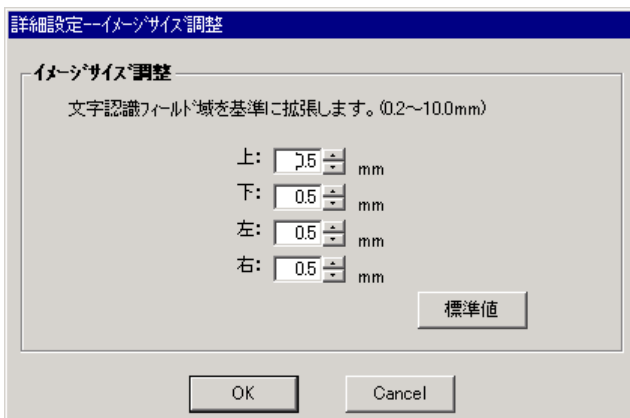 詳細設定--ｲﾒｰｼﾞｻｲｽﾞ調整
ｲﾒｰｼﾞｻｲｽﾞ調整
文字認識ﾌｨｰﾙﾄﾞ域を基準に拡張します。(0.2～10.0mm)
上: 0.5 mm
下: 0.5 mm
左: 0.5 mm
右: 0.5 mm
標準値
OK Cancel